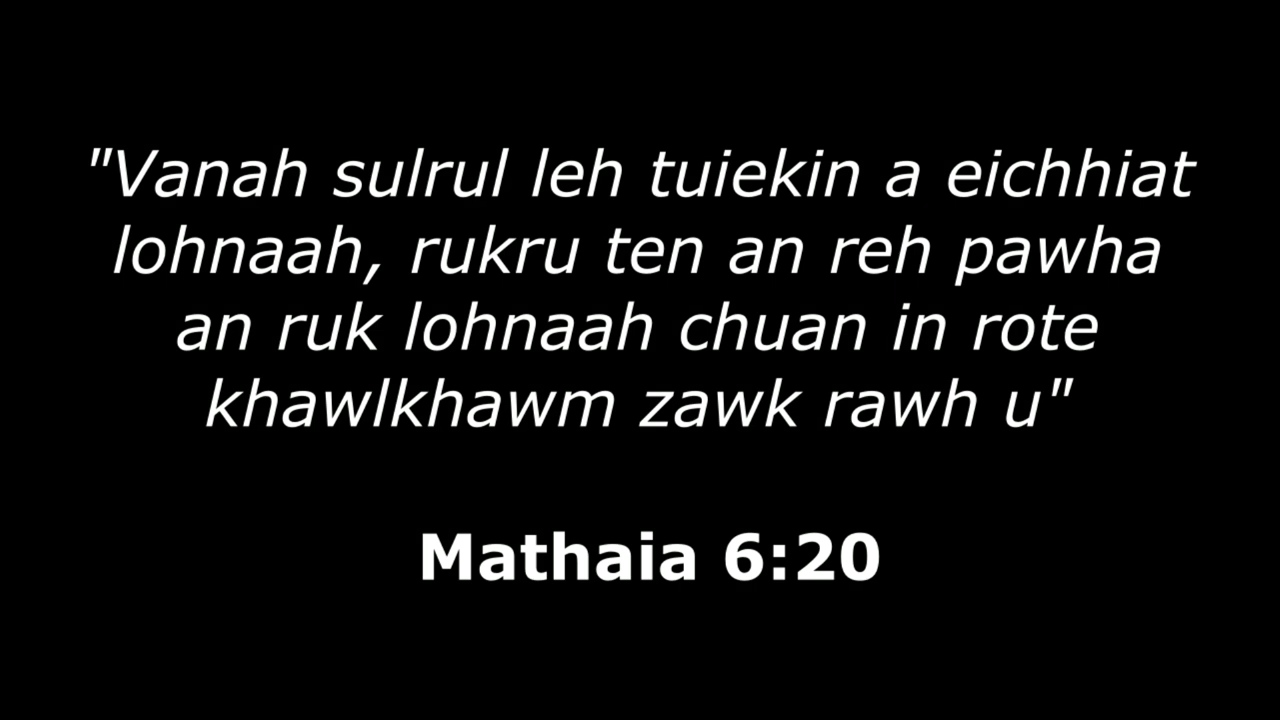 "Vanah sulrul leh tuiekin a eichhiat
lohnaah, rukru ten an reh pawha
an ruk lohnaah chuan in rote
khawlkhawm zawk rawh u"
Mathaia 6:20